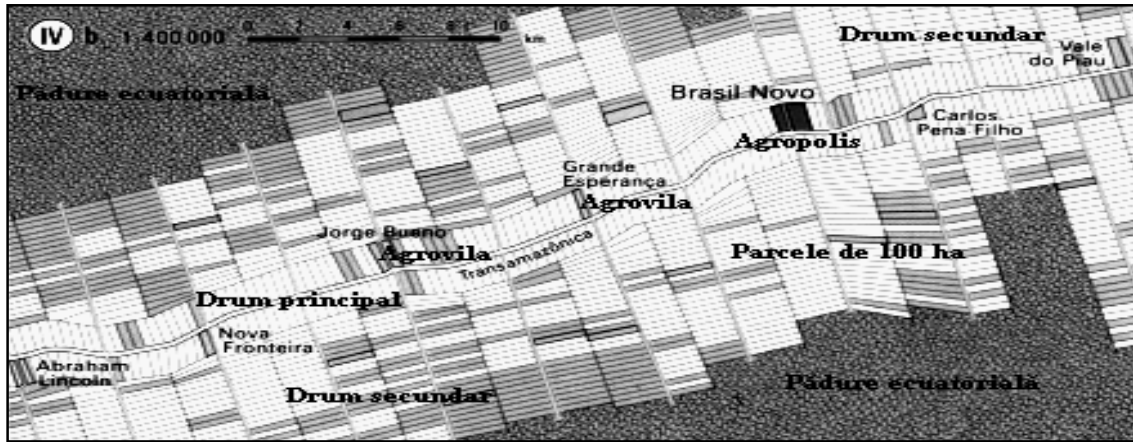 IV b 1:400 000
0 2 4 6 8 10
km
Drum secundar
Vale
do Piau
Pădure ecuatorială
Brasil Novo
Carlos
Pena Filho
Agropolis
Grande
Esperança
Agrovila
Jorge Bueno
Agrovila
Transamazônica
Parcele de 100 ha
Drum principal
Nova
Fronteira
Abraham
Lincoln
Drum secundar
Pădure ecuatorială